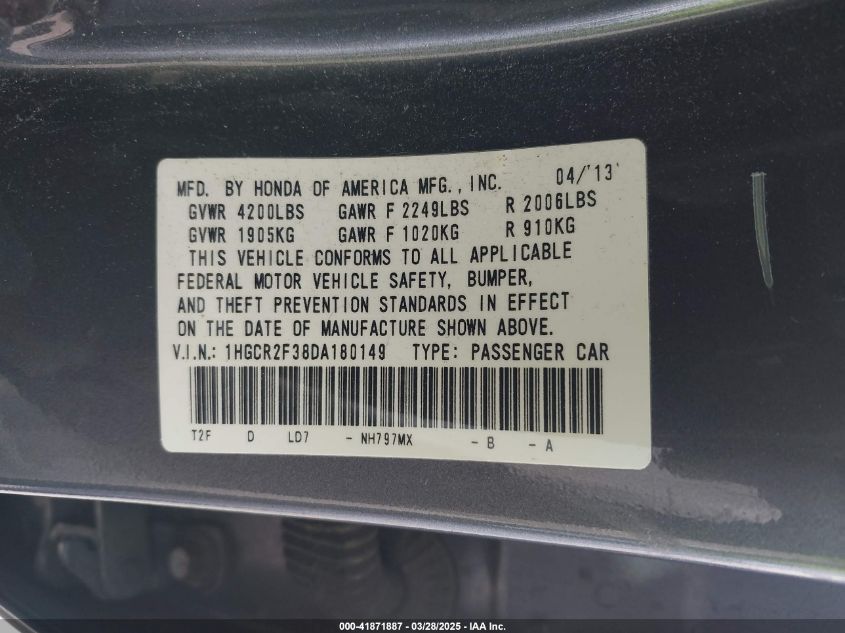 MFD. BY HONDA OF AMERICA MFG., INC. 04/'13'
GVWR 4200LBS GAWR F 2249LBS R 2006LBS
GVWR 1905KG GAWR F 1020KG R 910KG
THIS VEHICLE CONFORMS TO ALL APPLICABLE
FEDERAL MOTOR VEHICLE SAFETY, BUMPER,
AND THEFT PREVENTION STANDARDS IN EFFECT
ON THE DATE OF MANUFACTURE SHOWN ABOVE.
V.I.N.: 1HGCR2F38DA180149 TYPE: PASSENGER CAR
T2F D LD7 - NH797MX - B - A
000-41871887 - 03/28/2025 - IAA Inc.